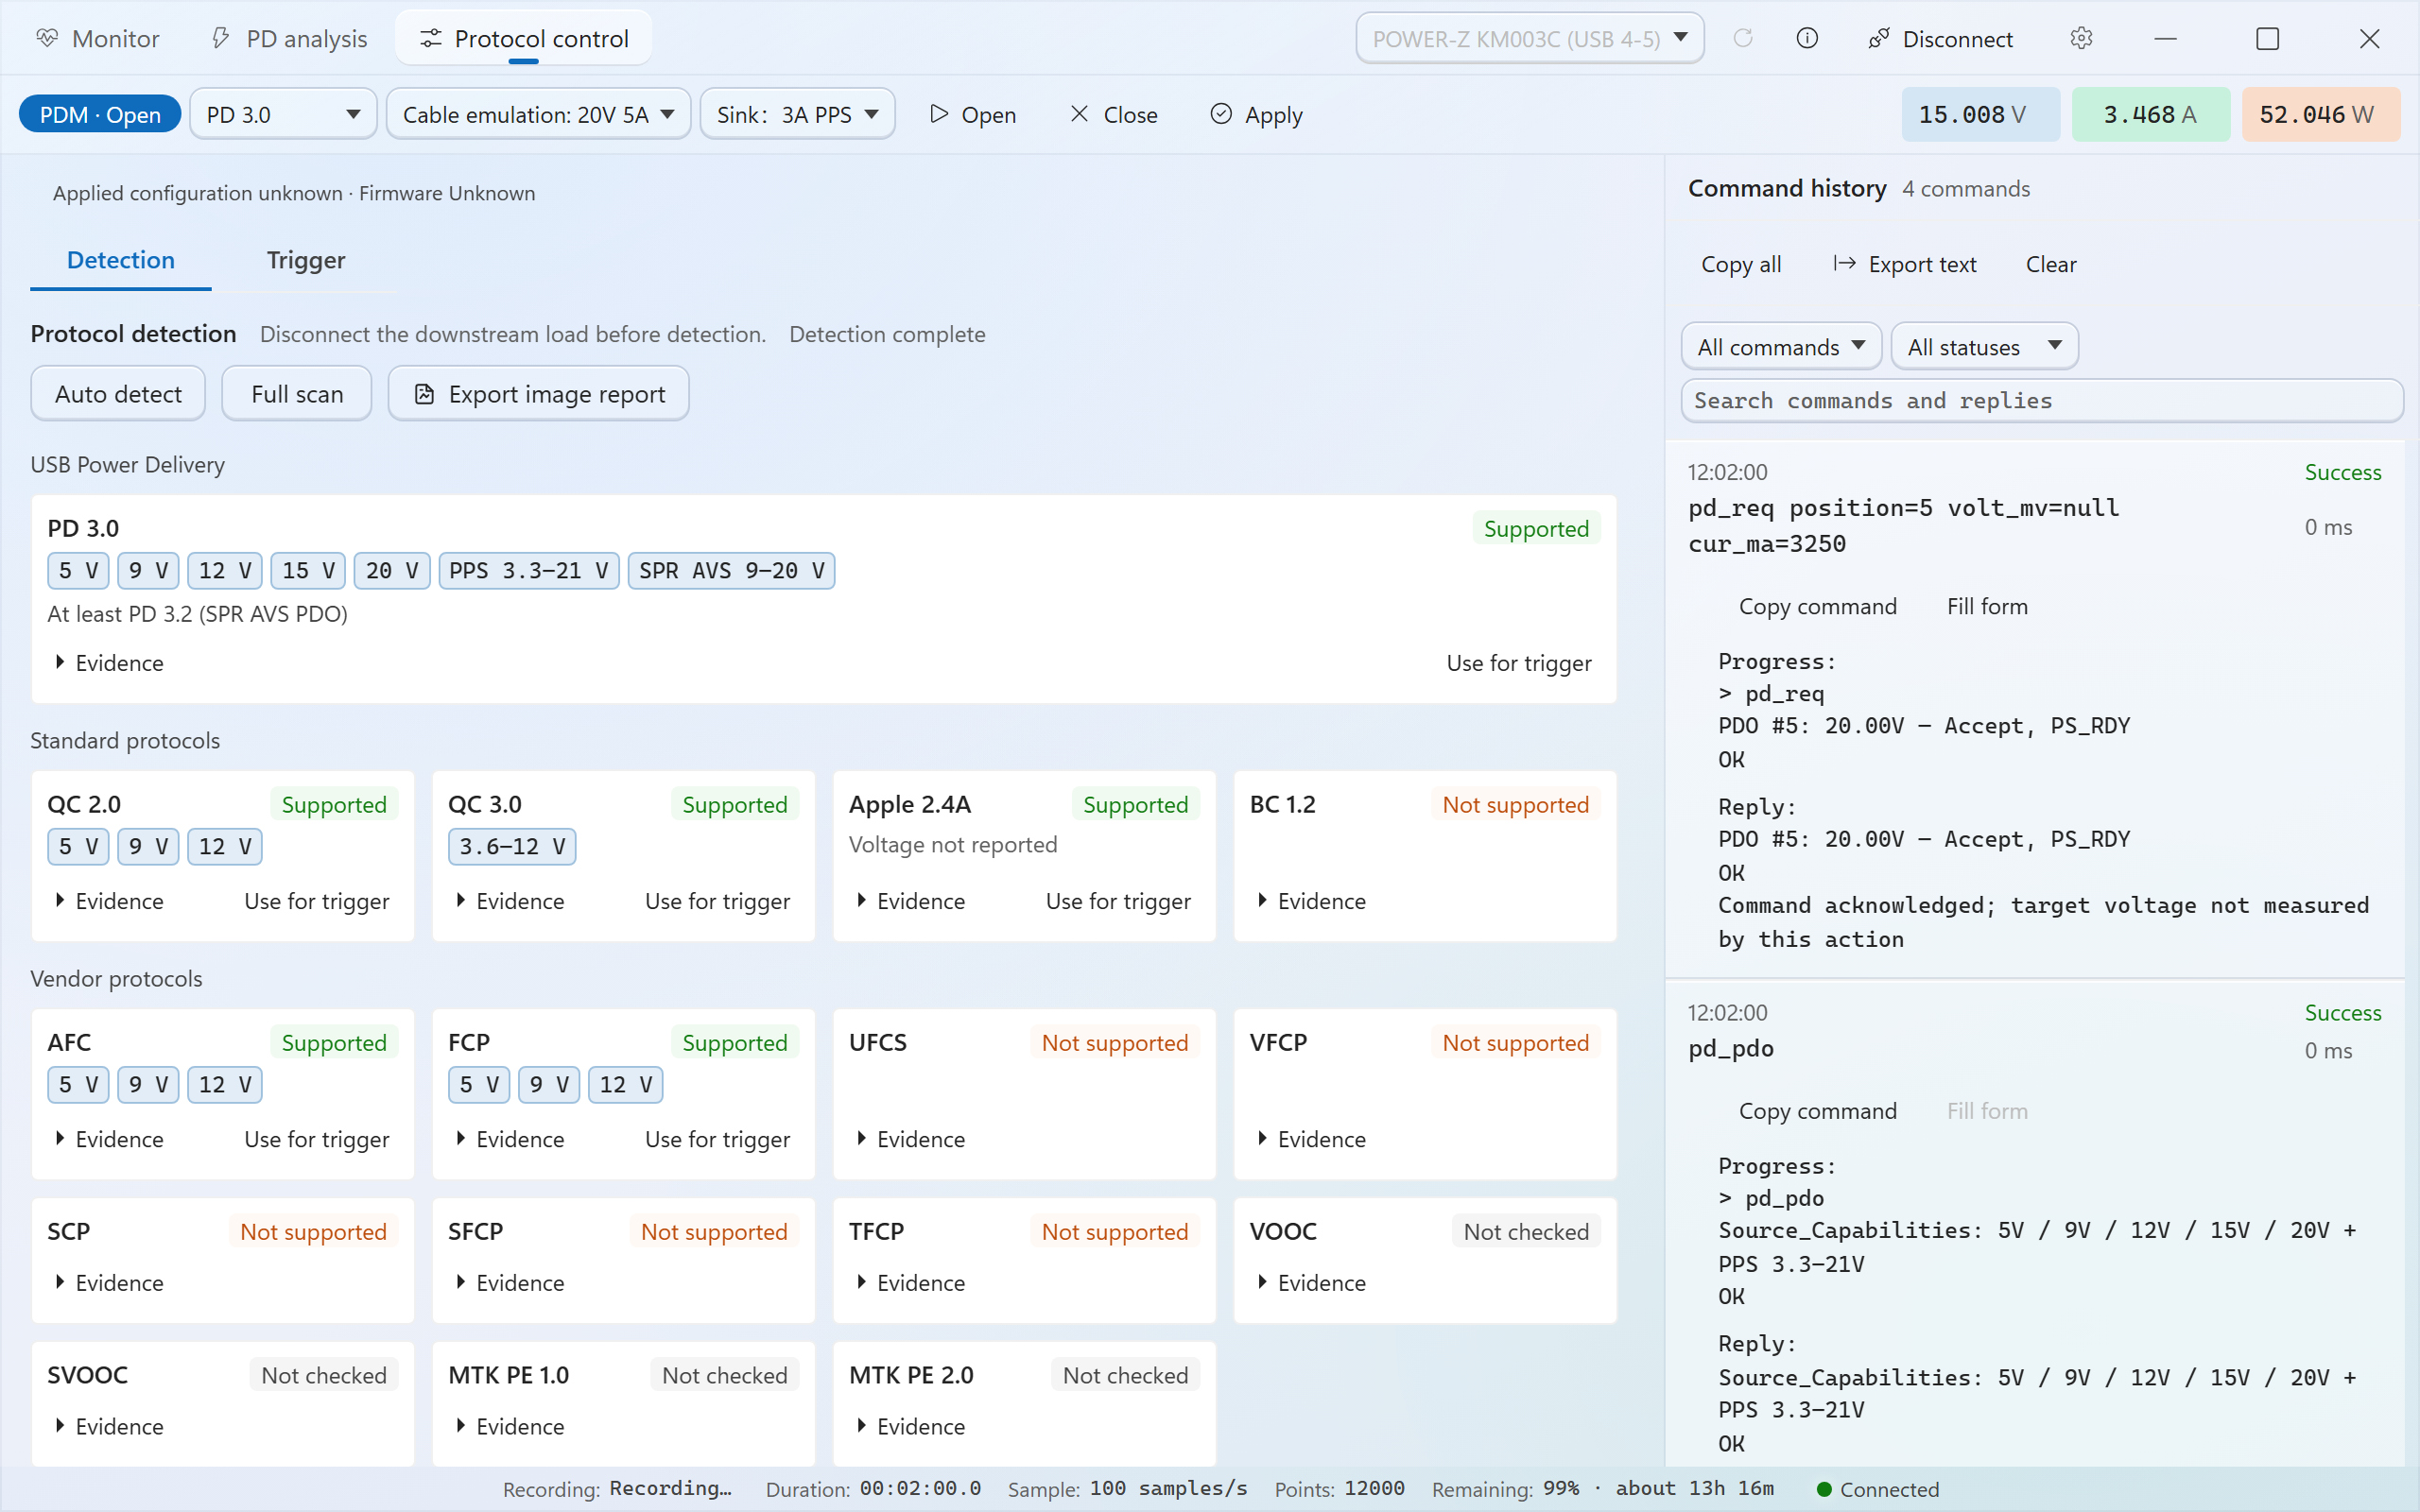 Monitor
PD analysis
Protocol control
POWER-Z KM003C (USB 4-5)
Disconnect
PDM · Open
PD 3.0
Cable emulation: 20V 5A
Sink: 3A PPS
Open
Close
Apply
15.008 V
3.468 A
52.046 W
Applied configuration unknown · Firmware Unknown
Detection
Trigger
Protocol detection
Disconnect the downstream load before detection.
Detection complete
Auto detect
Full scan
Export image report
USB Power Delivery
PD 3.0
Supported
5 V
9 V
12 V
15 V
20 V
PPS 3.3–21 V
SPR AVS 9–20 V
At least PD 3.2 (SPR AVS PDO)
Evidence
Use for trigger
Standard protocols
QC 2.0
Supported
5 V
9 V
12 V
Evidence
Use for trigger
QC 3.0
Supported
3.6–12 V
Evidence
Use for trigger
Apple 2.4A
Supported
Voltage not reported
Evidence
Use for trigger
BC 1.2
Not supported
Evidence
Vendor protocols
AFC
Supported
5 V
9 V
12 V
Evidence
Use for trigger
FCP
Supported
5 V
9 V
12 V
Evidence
Use for trigger
UFCS
Not supported
Evidence
VFCP
Not supported
Evidence
SCP
Not supported
Evidence
SFCP
Not supported
Evidence
TFCP
Not supported
Evidence
VOOC
Not checked
Evidence
SVOOC
Not checked
Evidence
MTK PE 1.0
Not checked
Evidence
MTK PE 2.0
Not checked
Evidence
Command history
4 commands
Copy all
Export text
Clear
All commands
All statuses
Search commands and replies
12:02:00
Success
pd_req position=5 volt_mv=null
cur_ma=3250
0 ms
Copy command
Fill form
Progress:
> pd_req
PDO #5: 20.00V — Accept, PS_RDY
OK
Reply:
PDO #5: 20.00V — Accept, PS_RDY
OK
Command acknowledged; target voltage not measured
by this action
12:02:00
Success
pd_pdo
0 ms
Copy command
Fill form
Progress:
> pd_pdo
Source_Capabilities: 5V / 9V / 12V / 15V / 20V +
PPS 3.3–21V
OK
Reply:
Source_Capabilities: 5V / 9V / 12V / 15V / 20V +
PPS 3.3–21V
OK
Recording: Recording…
Duration: 00:02:00.0
Sample: 100 samples/s
Points: 12000
Remaining: 99% · about 13h 16m
Connected